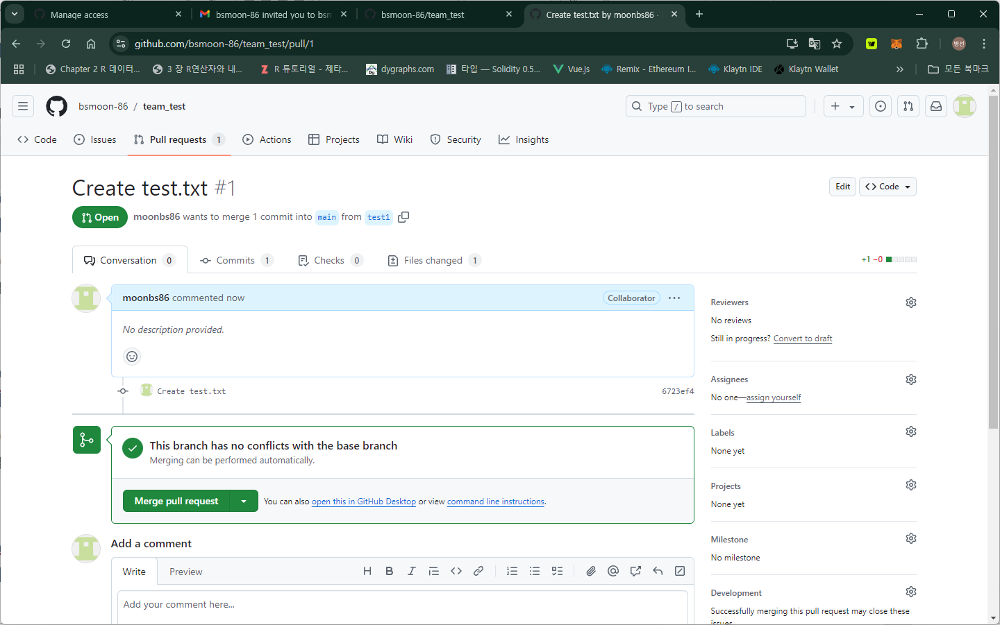 Manage access
bsmoon-86 invited you to bsm
bsmoon-86/team_test
Create test.txt by moonbs86 ·
github.com/bsmoon-86/team_test/pull/1
병선
Chapter 2 R 데이터...
3 장 R연산자와 내...
R 튜토리얼 - 제타...
dygraphs.com
타입 — Solidity 0.5...
Vue.js
Remix - Ethereum I...
Klaytn IDE
Klaytn Wallet
»
모든 북마크
bsmoon-86 / team_test
Type / to search
Code
Issues
Pull requests 1
Actions
Projects
Wiki
Security
Insights
Create test.txt #1
Edit
Code
Open
moonbs86 wants to merge 1 commit into main from test1
Conversation 0
Commits 1
Checks 0
Files changed 1
+1 −0
moonbs86 commented now
Collaborator
No description provided.
Create test.txt
6723ef4
This branch has no conflicts with the base branch
Merging can be performed automatically.
Merge pull request
You can also open this in GitHub Desktop or view command line instructions.
Add a comment
Write
Preview
Add your comment here...
Reviewers
No reviews
Still in progress? Convert to draft
Assignees
No one—assign yourself
Labels
None yet
Projects
None yet
Milestone
No milestone
Development
Successfully merging this pull request may close these
issues.